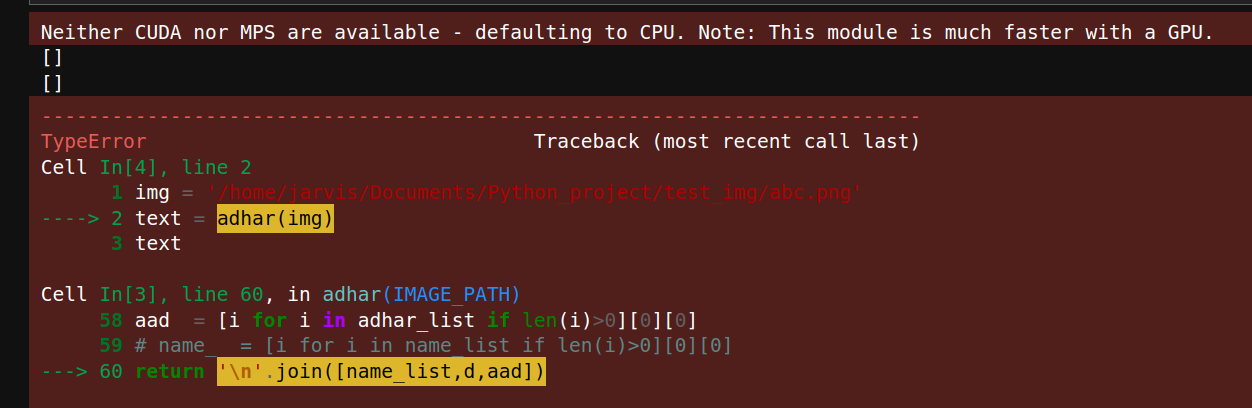 Neither CUDA nor MPS are available - defaulting to CPU. Note: This module is much faster with a GPU.
[]
[]
---------------------------------------------------------------------------
TypeError                                 Traceback (most recent call last)
Cell In[4], line 2
      1 img = '/home/jarvis/Documents/Python_project/test_img/abc.png'
----> 2 text = adhar(img)
      3 text
Cell In[3], line 60, in adhar(IMAGE_PATH)
     58 aad  = [i for i in adhar_list if len(i)>0][0][0]
     59 # name_  = [i for i in name_list if len(i)>0][0][0]
---> 60 return '\n'.join([name_list,d,aad])